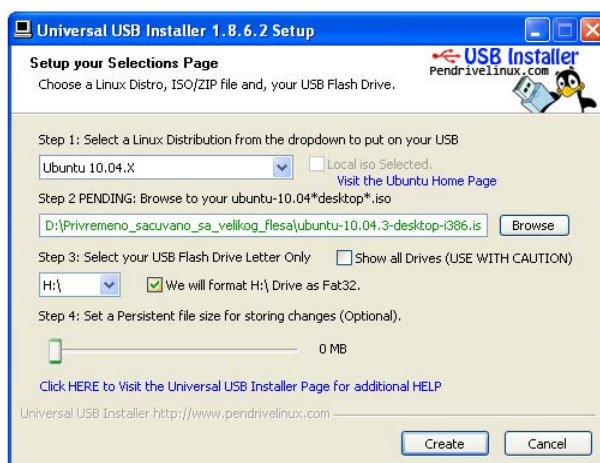 Universal USB Installer 1.8.6.2 Setup
Setup your Selections Page
Choose a Linux Distro, ISO/ZIP file and, your USB Flash Drive.
USB Installer
Pendrivelinux.com
Step 1: Select a Linux Distribution from the dropdown to put on your USB
Ubuntu 10.04.X
Local iso Selected.
Visit the Ubuntu Home Page
Step 2 PENDING: Browse to your ubuntu-10.04*desktop*.iso
D:\Privremeno_sacuvano_sa_velikog_flesa\ubuntu-10.04.3-desktop-i386.is
Browse
Step 3: Select your USB Flash Drive Letter Only
Show all Drives (USE WITH CAUTION)
H:\
We will format H:\ Drive as Fat32.
Step 4: Set a Persistent file size for storing changes (Optional).
0 MB
Click HERE to Visit the Universal USB Installer Page for additional HELP
Universal USB Installer http://www.pendrivelinux.com
Create
Cancel